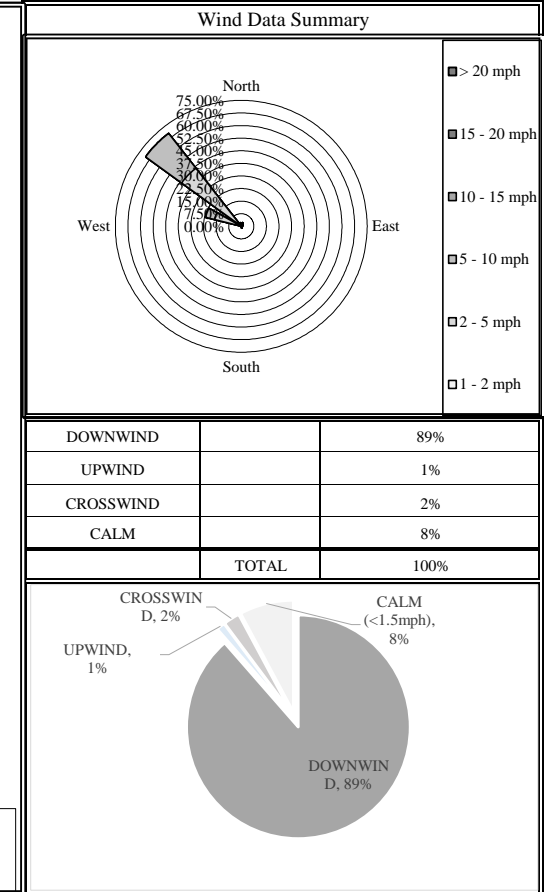 Wind Data Summary
North
75.00%
67.50%
60.00%
52.50%
45.00%
37.50%
30.00%
22.50%
15.00%
7.50%
0.00%
West
East
South
> 20 mph
15 - 20 mph
10 - 15 mph
5 - 10 mph
2 - 5 mph
1 - 2 mph
DOWNWIND 89%
UPWIND 1%
CROSSWIND 2%
CALM 8%
TOTAL 100%
CROSSWIN
D, 2%
CALM
(<1.5mph),
8%
UPWIND,
1%
DOWNWIN
D, 89%